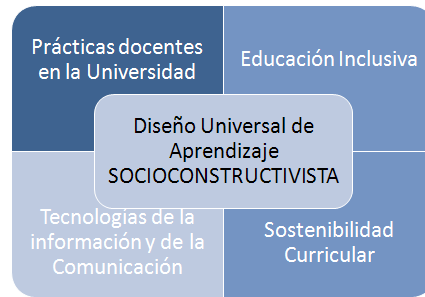 Prácticas docentes
en la Universidad
Educación Inclusiva
Diseño Universal de
Aprendizaje
SOCIOCONSTRUCTIVISTA
Tecnologías de la
información y de la
Comunicación
Sostenibilidad
Curricular